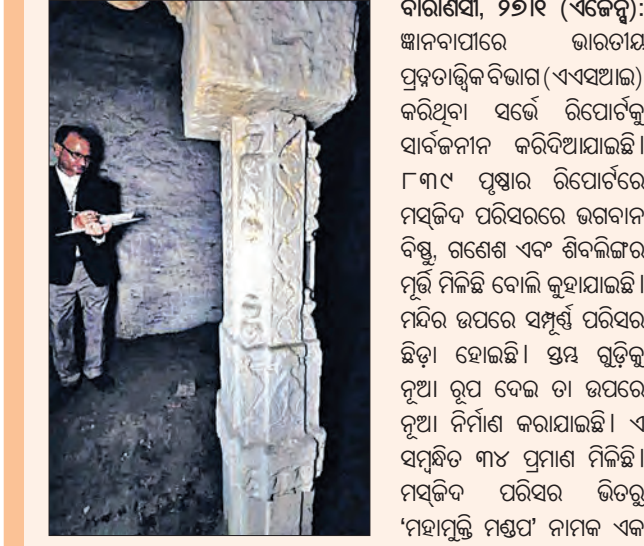 ବାରାଣସୀ, ୨୭।୧ (ଏଜେନ୍ସି):
ଜ୍ଞାନବାପୀରେ ଭାରତୀୟ
ପ୍ରତ୍ନତାତ୍ତ୍ୱିକ ବିଭାଗ (ଏଏସଆଇ)
କରିଥିବା ସର୍ଭେ ରିପୋର୍ଟକୁ
ସାର୍ବଜନୀନ କରିଦିଆଯାଇଛି।
୮୩୯ ପୃଷ୍ଠାର ରିପୋର୍ଟରେ
ମସ୍‌ଜିଦ ପରିସରରେ ଭଗବାନ
ବିଷ୍ଣୁ, ଗଣେଶ ଏବଂ ଶିବଲିଙ୍ଗର
ମୂର୍ତ୍ତି ମିଳିଛି ବୋଲି କୁହାଯାଇଛି।
ମନ୍ଦିର ଉପରେ ସମ୍ପୂର୍ଣ୍ଣ ପରିସର
ଛିଡ଼ା ହୋଇଛି। ସ୍ତମ୍ଭ ଗୁଡ଼ିକୁ
ନୂଆ ରୂପ ଦେଇ ତା ଉପରେ
ନୂଆ ନିର୍ମାଣ କରାଯାଇଛି। ଏ
ସମ୍ବନ୍ଧିତ ୩୪ ପ୍ରମାଣ ମିଳିଛି।
ମସ୍‌ଜିଦ ପରିସର ଭିତରୁ
‘ମହାମୁକ୍ତି ମଣ୍ଡପ’ ନାମକ ଏକ